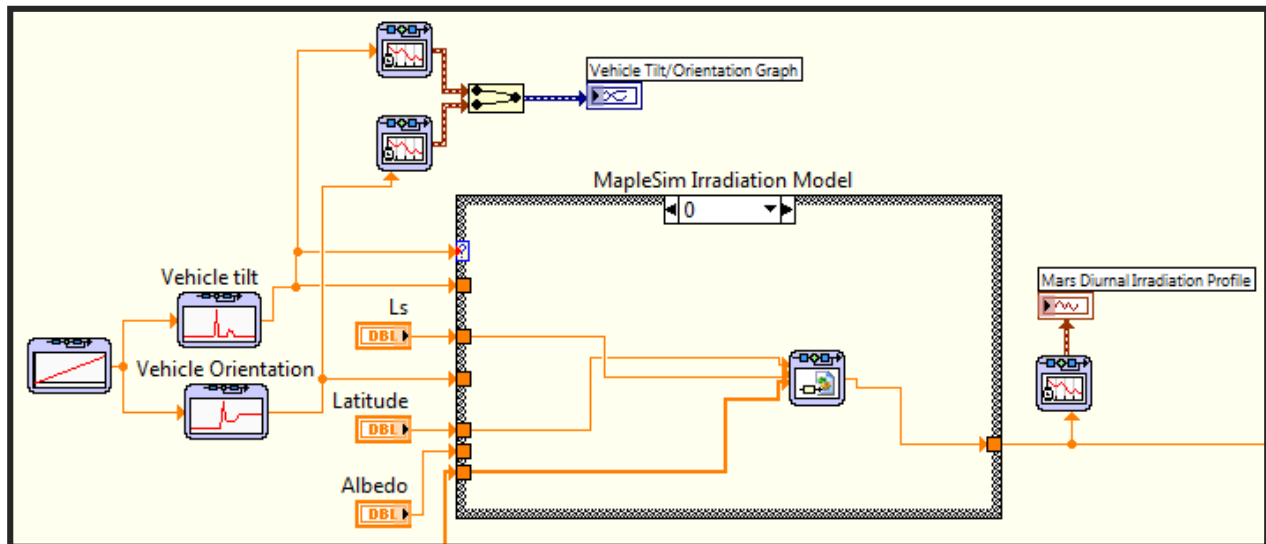 Vehicle Tilt/Orientation Graph
MapleSim Irradiation Model
0
?
Vehicle tilt
Mars Diurnal Irradiation Profile
Ls
DBL
Vehicle Orientation
Latitude
DBL
Albedo
DBL